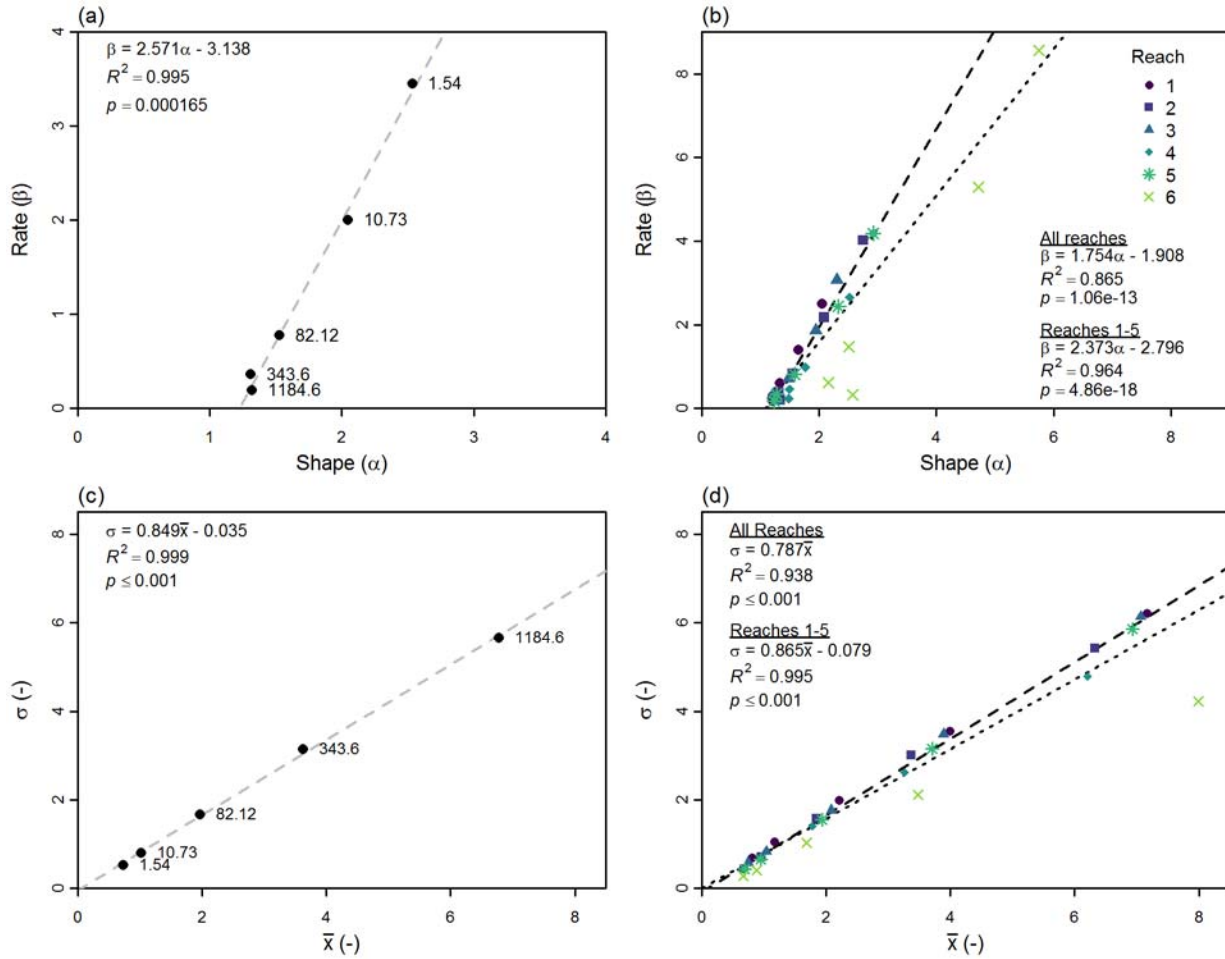 (a)
β = 2.571α - 3.138
R² = 0.995
p = 0.000165
1.54
10.73
82.12
343.6
1184.6
Rate (β)
0 1 2 3 4
0 1 2 3 4
Shape (α)
(b)
Reach
1
2
3
4
5
6
All reaches
β = 1.754α - 1.908
R² = 0.865
p = 1.06e-13
Reaches 1-5
β = 2.373α - 2.796
R² = 0.964
p = 4.86e-18
Rate (β)
0 2 4 6 8
0 2 4 6 8
Shape (α)
(c)
σ = 0.849x̅ - 0.035
R² = 0.999
p ≤ 0.001
1184.6
343.6
82.12
10.73
1.54
σ (-)
0 2 4 6 8
0 2 4 6 8
x̅ (-)
(d)
All Reaches
σ = 0.787x̅
R² = 0.938
p ≤ 0.001
Reaches 1-5
σ = 0.865x̅ - 0.079
R² = 0.995
p ≤ 0.001
σ (-)
0 2 4 6 8
0 2 4 6 8
x̅ (-)